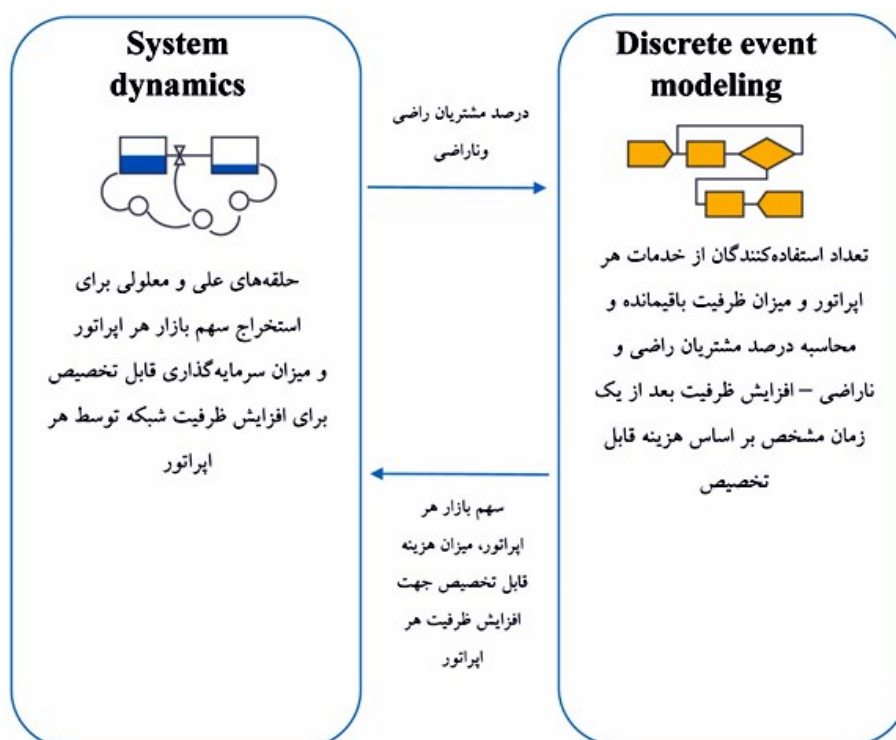 System
dynamics
حلقه‌های علی و معلولی برای
استخراج سهم بازار هر اپراتور
و میزان سرمایه‌گذاری قابل تخصیص
برای افزایش ظرفیت شبکه توسط هر
اپراتور
درصد مشتریان راضی
وناراضی
سهم بازار هر
اپراتور، میزان هزینه
قابل تخصیص جهت
افزایش ظرفیت هر
اپراتور
Discrete event
modeling
تعداد استفاده‌کنندگان از خدمات هر
اپراتور و میزان ظرفیت باقیمانده و
محاسبه درصد مشتریان راضی و
ناراضی – افزایش ظرفیت بعد از یک
زمان مشخص بر اساس هزینه قابل
تخصیص